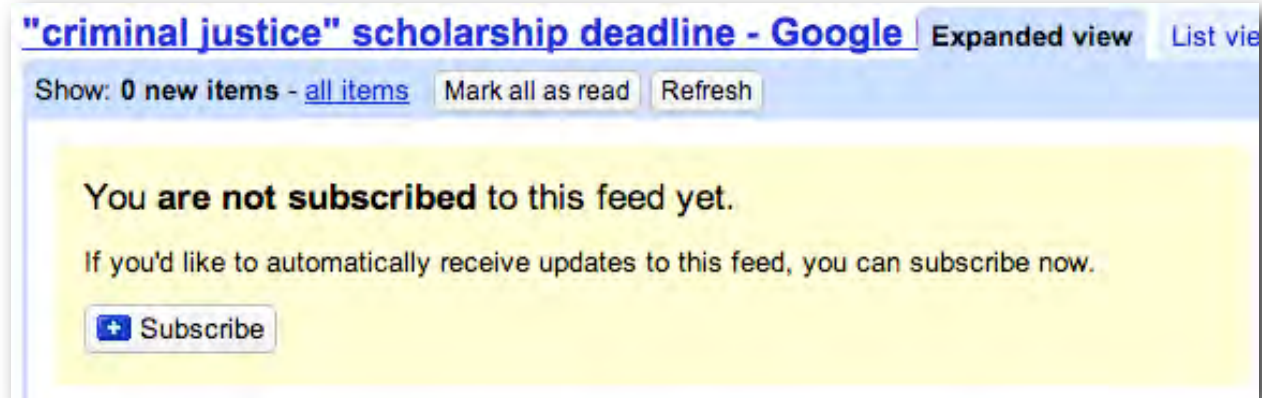 "criminal justice" scholarship deadline - Google Expanded view List vie
Show: 0 new items - all items Mark all as read Refresh
You are not subscribed to this feed yet.
If you'd like to automatically receive updates to this feed, you can subscribe now.
Subscribe